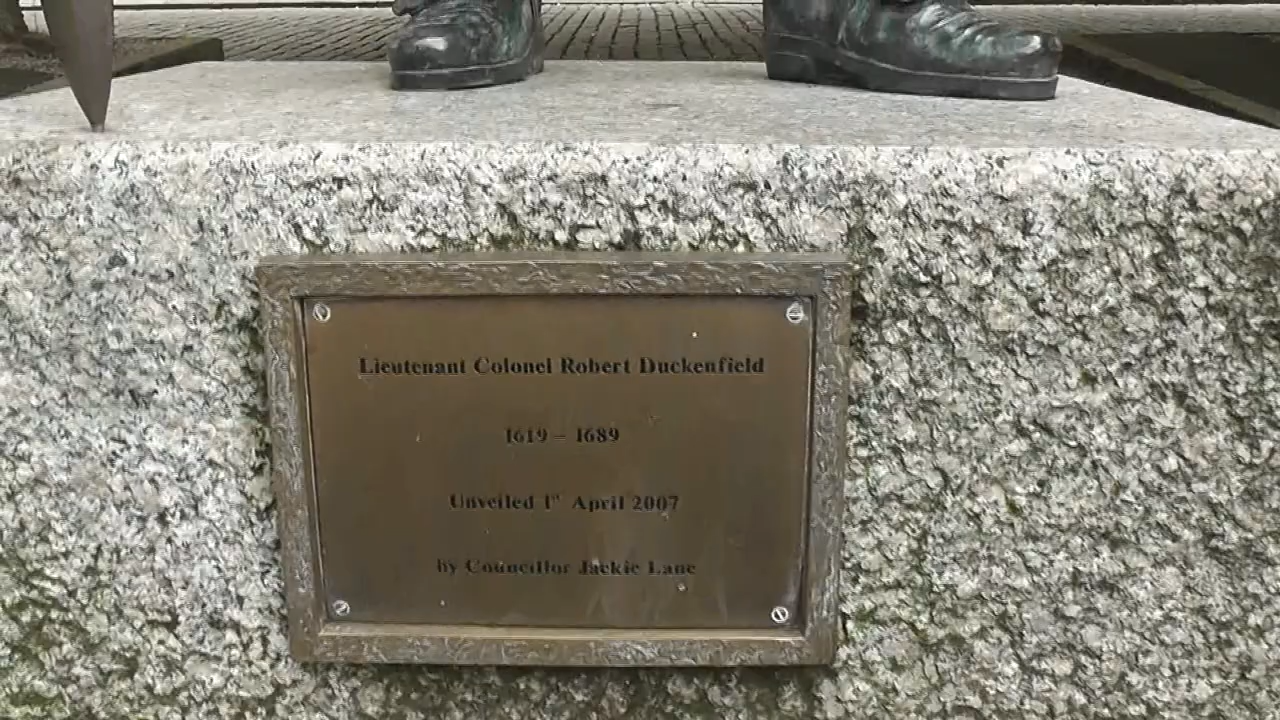 Lieutenant Colonel Robert Duckenfield
1619 – 1689
Unveiled 1st April 2007
by Councillor Jackie Lane